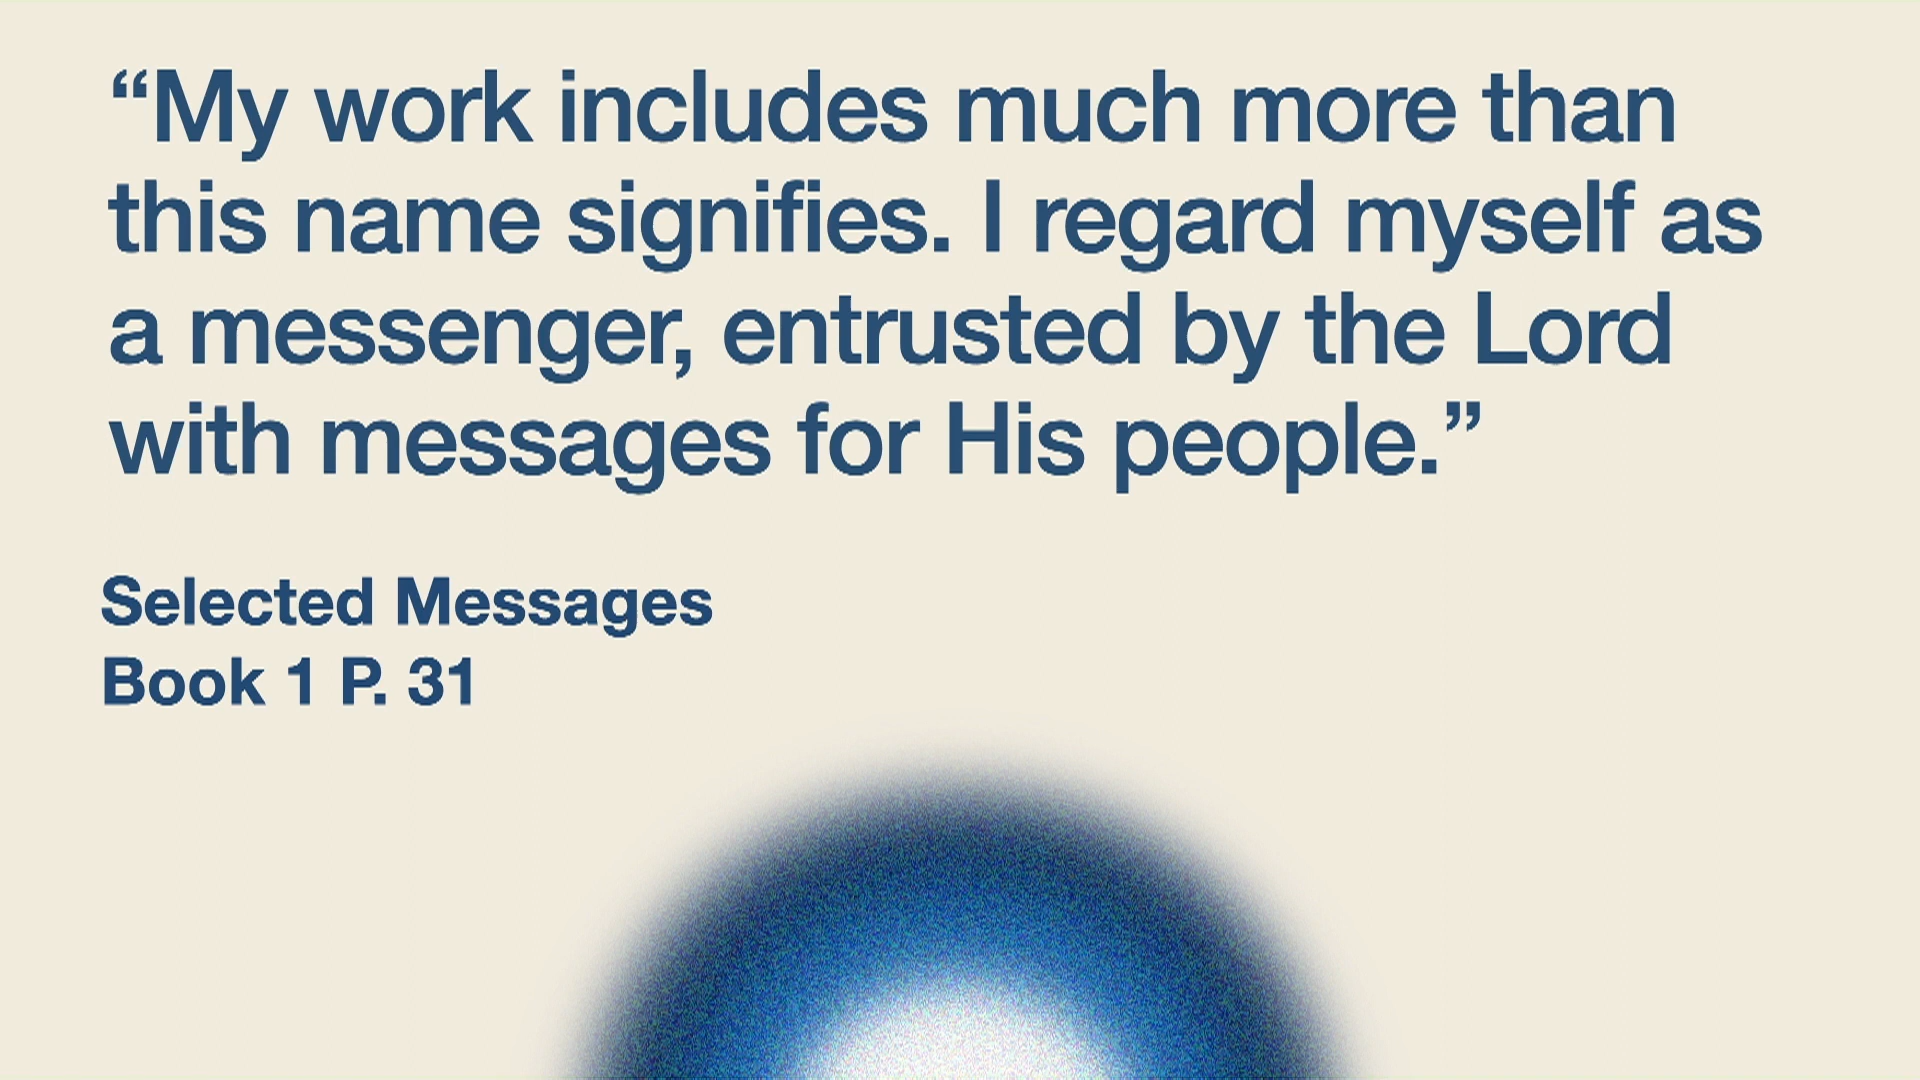 “My work includes much more than
this name signifies. I regard myself as
a messenger, entrusted by the Lord
with messages for His people.”
Selected Messages
Book 1 P. 31